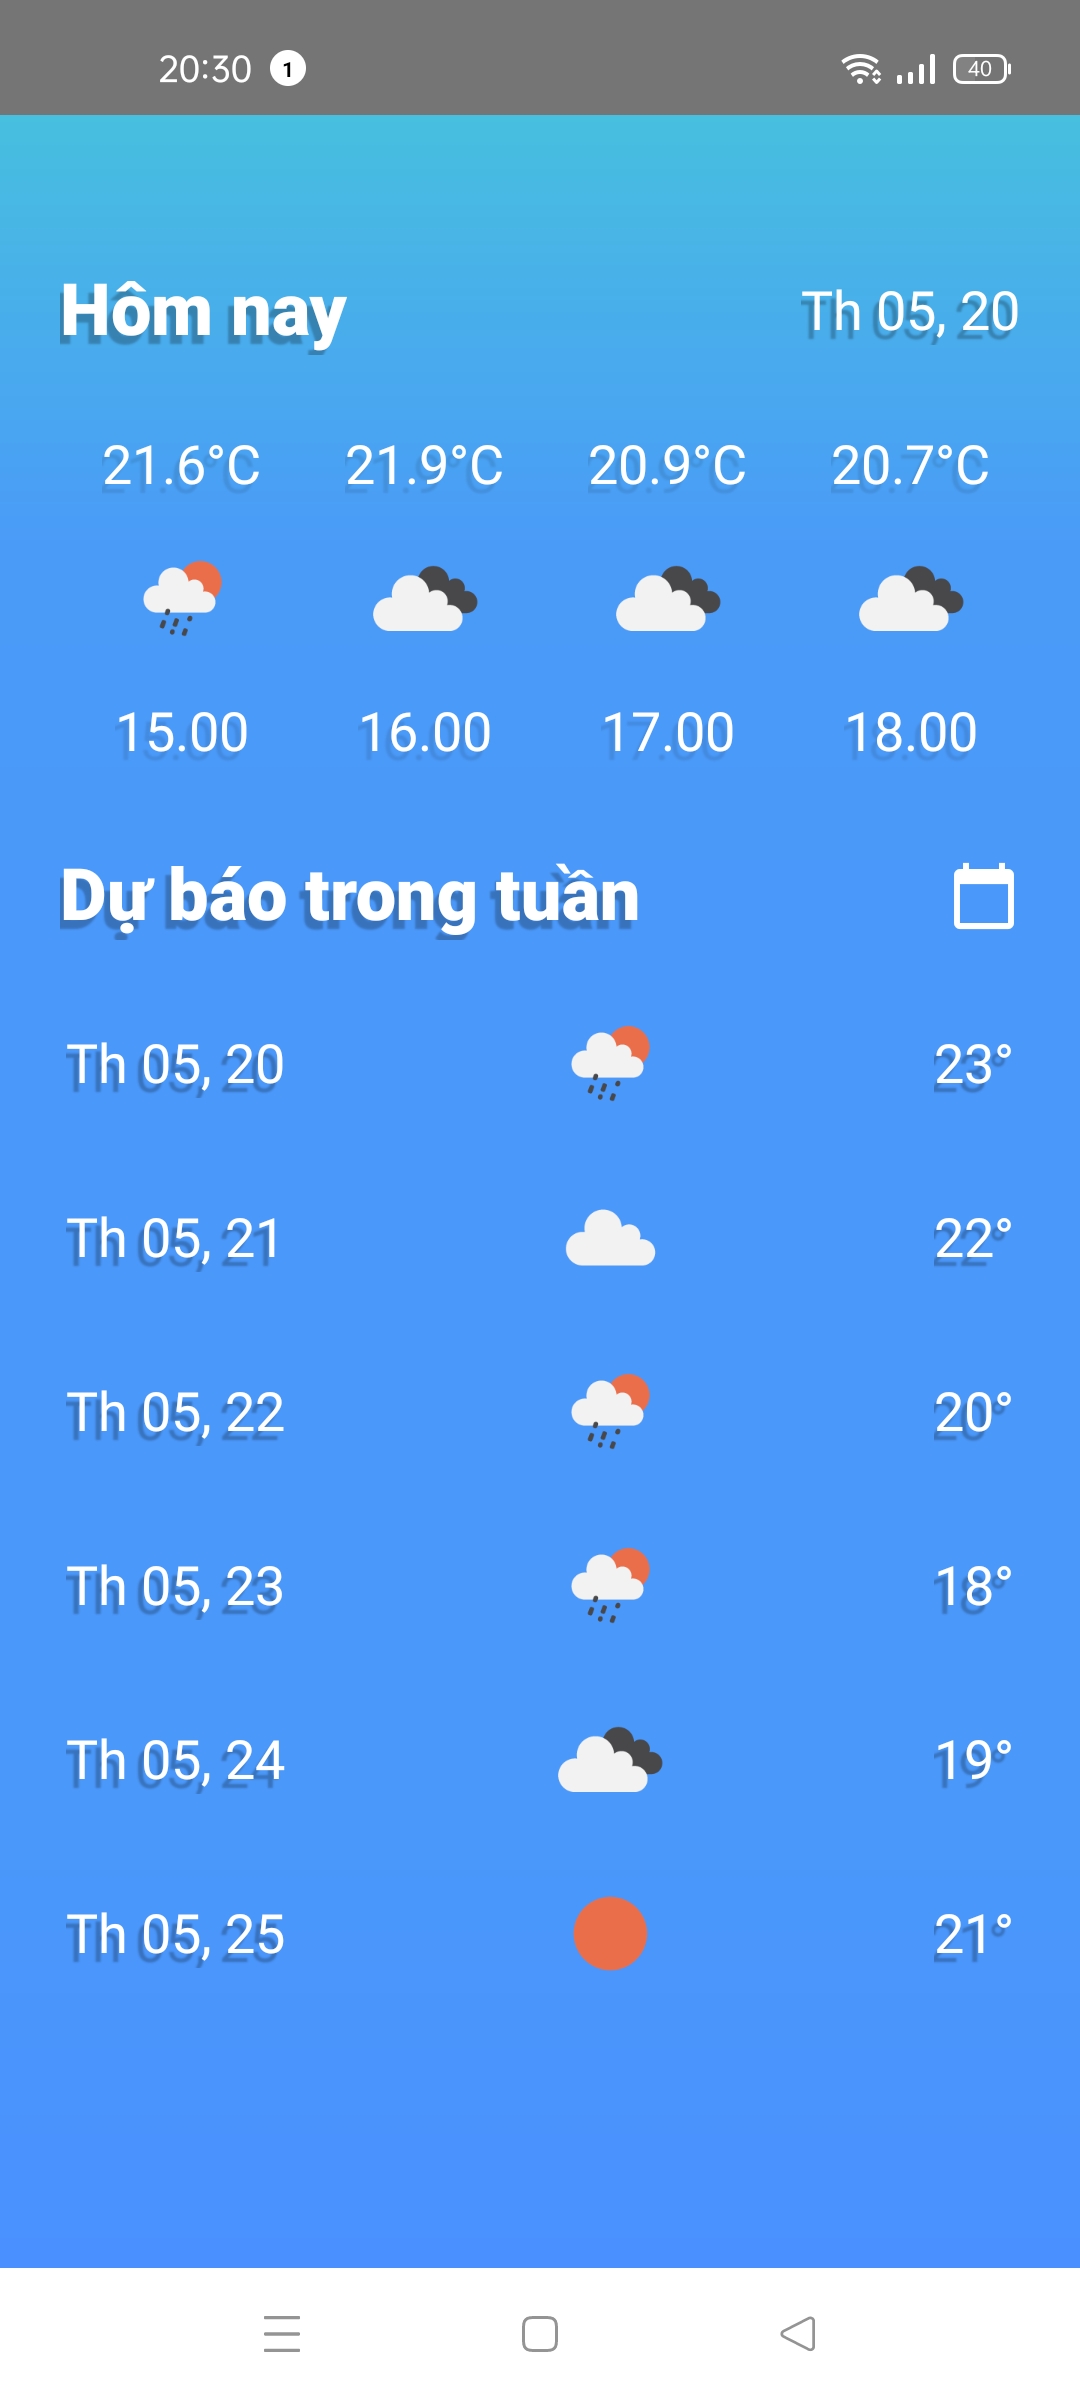 20:30 1 40
Hôm nay Th 05, 20
21.6°C 21.9°C 20.9°C 20.7°C
15.00 16.00 17.00 18.00
Dự báo trong tuần
Th 05, 20 23°
Th 05, 21 22°
Th 05, 22 20°
Th 05, 23 18°
Th 05, 24 19°
Th 05, 25 21°